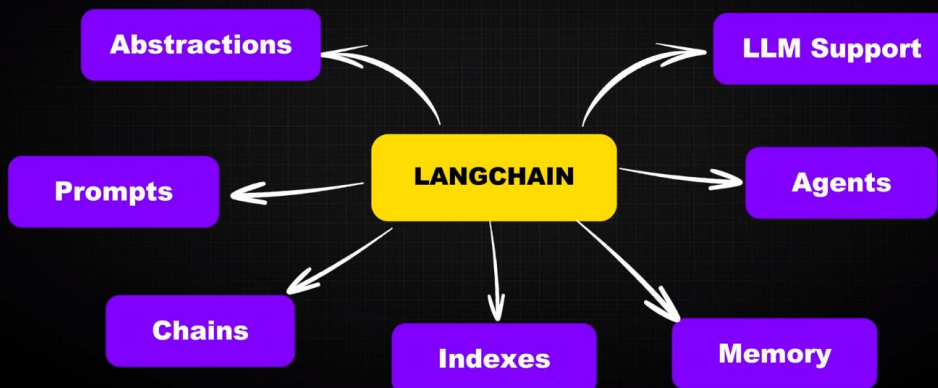 Abstractions
LLM Support
LANGCHAIN
Prompts
Agents
Chains
Indexes
Memory